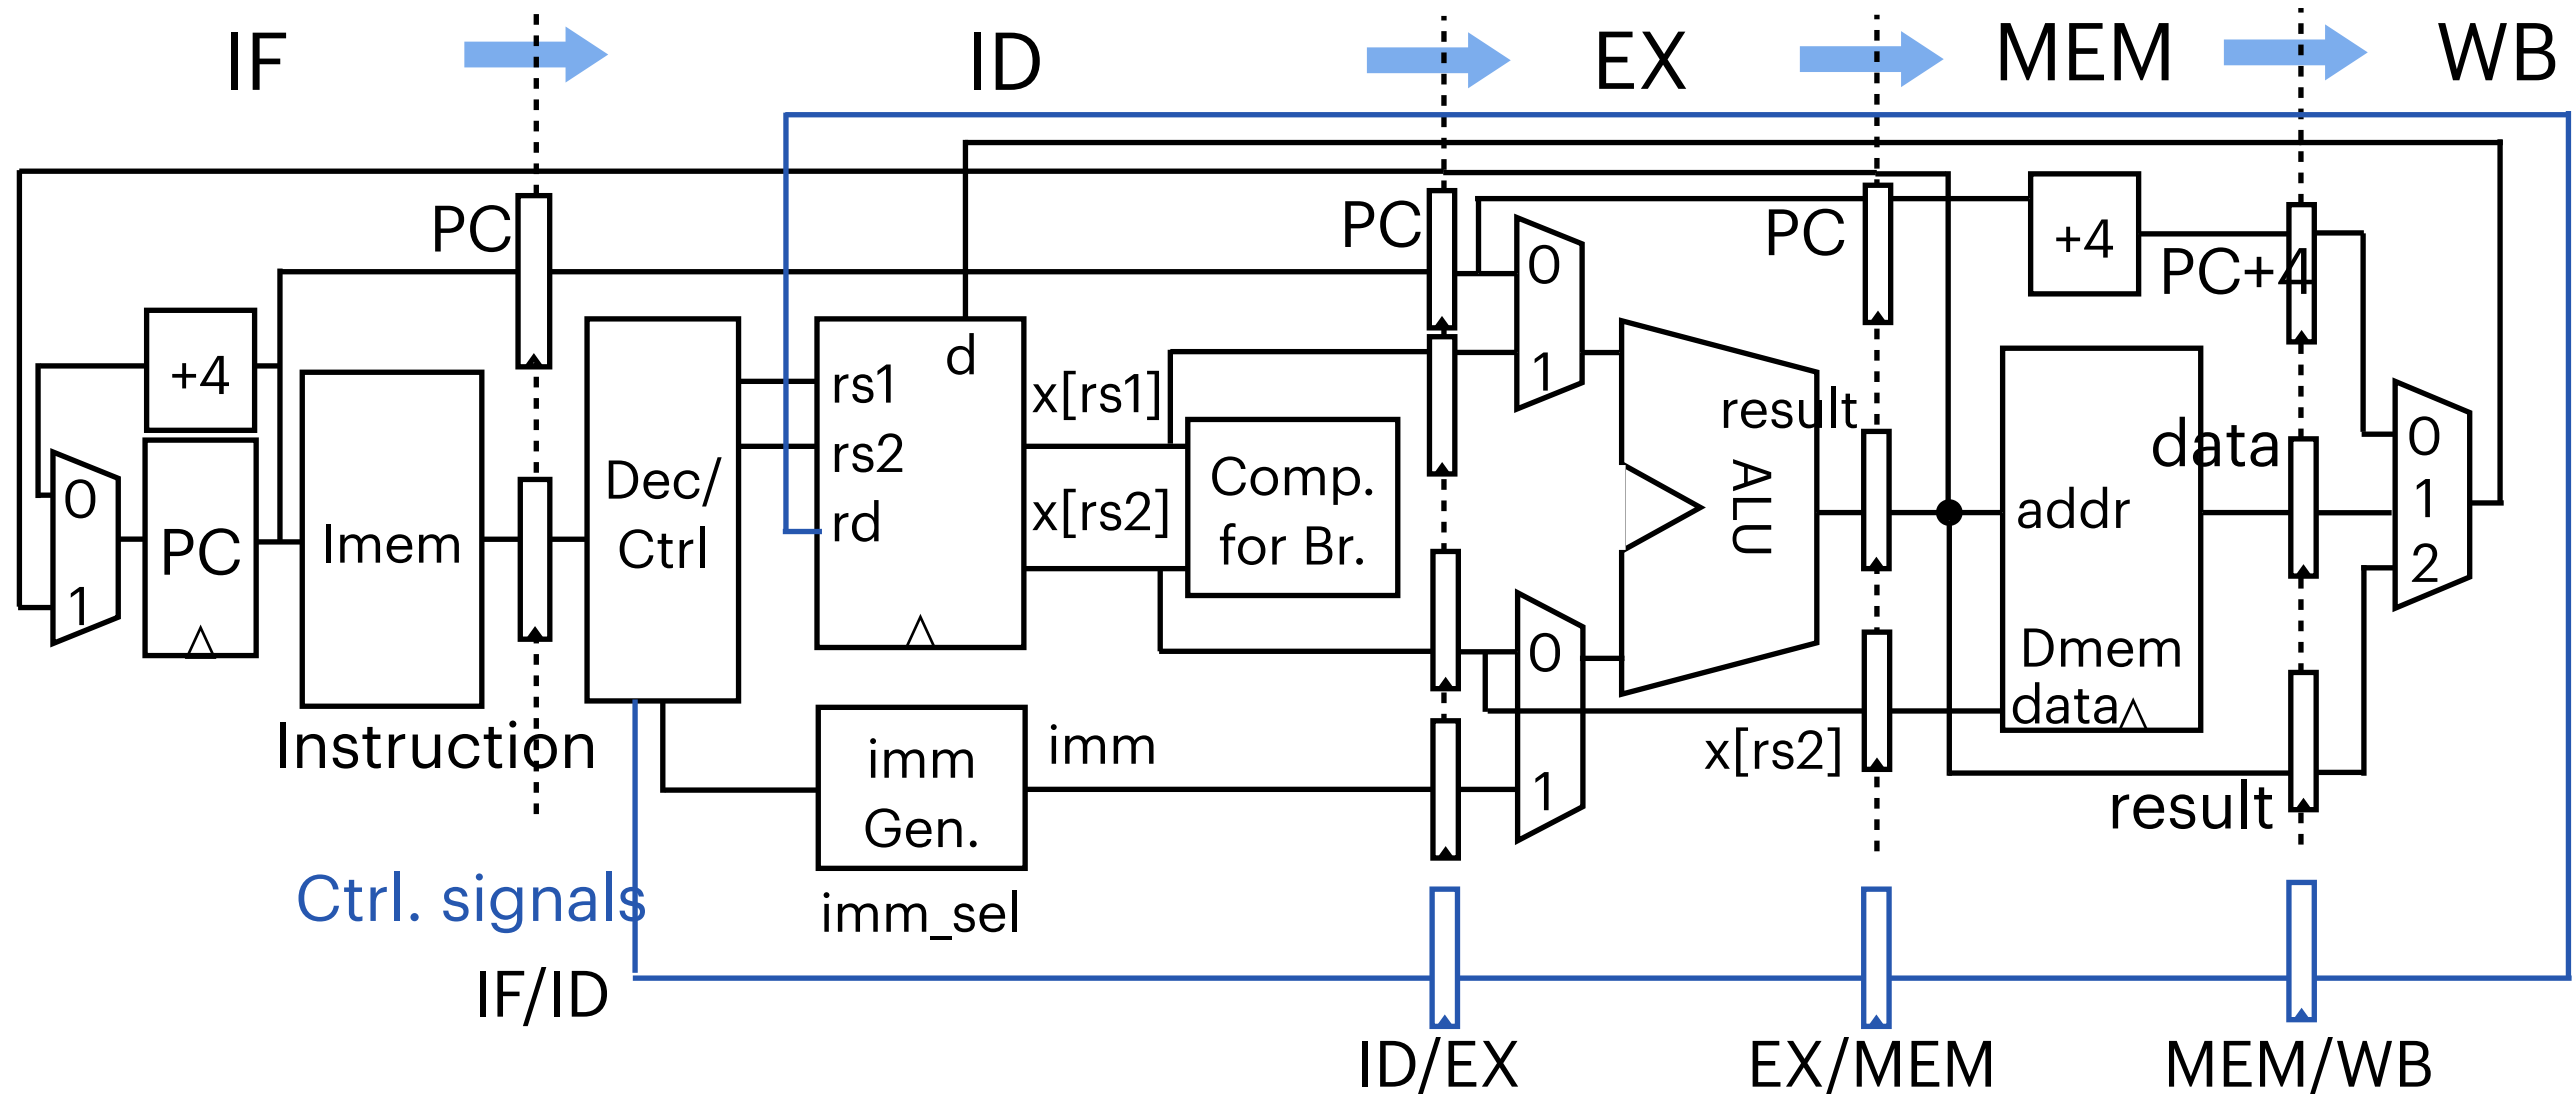 IF
ID
EX
MEM
WB
PC
PC
PC
+4
PC+4
+4
0
1
PC
Imem
Instruction
Dec/
Ctrl
d
rs1
rs2
rd
x[rs1]
x[rs2]
Comp.
for Br.
0
1
0
1
ALU
result
x[rs2]
addr
Dmem
data
data
result
0
1
2
imm
Gen.
imm
imm_sel
Ctrl. signals
IF/ID
ID/EX
EX/MEM
MEM/WB